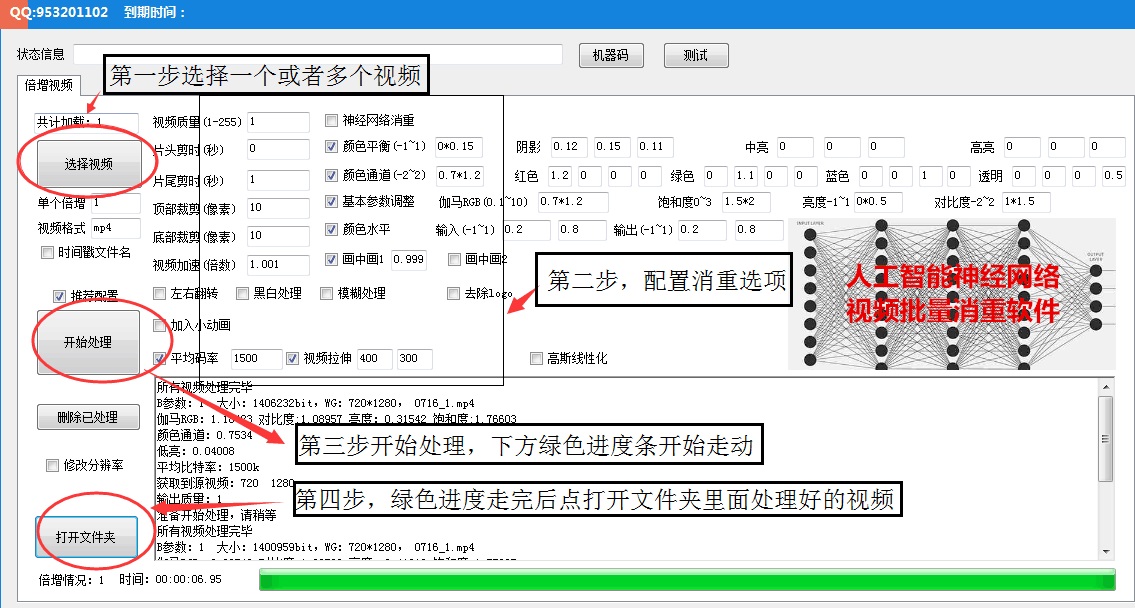 QQ:953201102 到期时间：
状态信息 机器码 测试
第一步选择一个或者多个视频
倍增视频
共计加载: 1
选择视频
单个倍增 1
视频格式 mp4
时间戳文件名
推荐配置
开始处理
删除已处理
修改分辨率
打开文件夹
视频质量(1-255) 1 神经网络消重
片头剪时(秒) 0 颜色平衡(-1~1) 0*0.15 阴影 0.12 0.15 0.11 中亮 0 0 0 高亮 0 0 0
片尾剪时(秒) 1 颜色通道(-2~2) 0.7*1.2 红色 1.2 0 0 0 绿色 0 1.1 0 0 蓝色 0 0 1 0 透明 0 0 0 0.5
顶部裁剪(像素) 10 基本参数调整 伽马RGB(0.1~10) 0.7*1.2 饱和度0~3 1.5*2 亮度-1~1 0*0.5 对比度-2~2 1*1.5
底部裁剪(像素) 10 颜色水平 输入(-1~1) 0.2 0.8 输出(-1~1) 0.2 0.8
视频加速(倍数) 1.001 画中画1 0.999 画中画2
左右翻转 黑白处理 模糊处理 去除logo
第二步，配置消重选项
加入小动画
平均码率 1500 视频拉伸 400 300 高斯线性化
INPUT LAYER
OUTPUT LAYER
人工智能神经网络
视频批量消重软件
所有视频处理完毕
B参数: 1 大小: 1406232bit, WG: 720*1280, 0716_1.mp4
伽马RGB: 对比度:1.08957 亮度: 0.31542 饱和度:1.76603
颜色通道: 0.7534
低亮: 0.04008
平均比特率: 1500k
获取到源视频: 720 1280
输出质量: 1
准备开始处理，请稍等
所有视频处理完毕
B参数: 1 大小: 1400959bit, WG: 720*1280, 0716_1.mp4
第三步开始处理，下方绿色进度条开始走动
第四步，绿色进度走完后点打开文件夹里面处理好的视频
倍增情况: 1 时间: 00:00:06.95